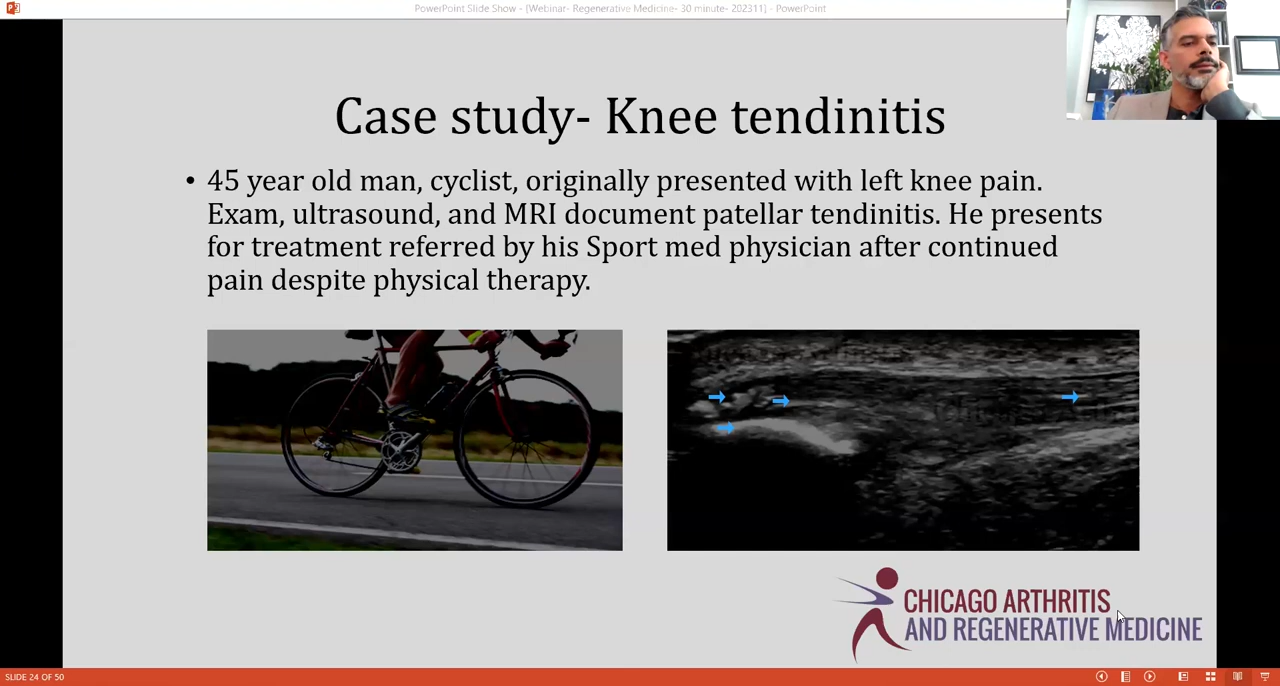 PowerPoint Slide Show - [Webinar- Regenerative Medicine- 30 minute- 202311] - PowerPoint
Case study- Knee tendinitis
• 45 year old man, cyclist, originally presented with left knee pain.
Exam, ultrasound, and MRI document patellar tendinitis. He presents
for treatment referred by his Sport med physician after continued
pain despite physical therapy.
CHICAGO ARTHRITIS
AND REGENERATIVE MEDICINE
SLIDE 24 OF 50